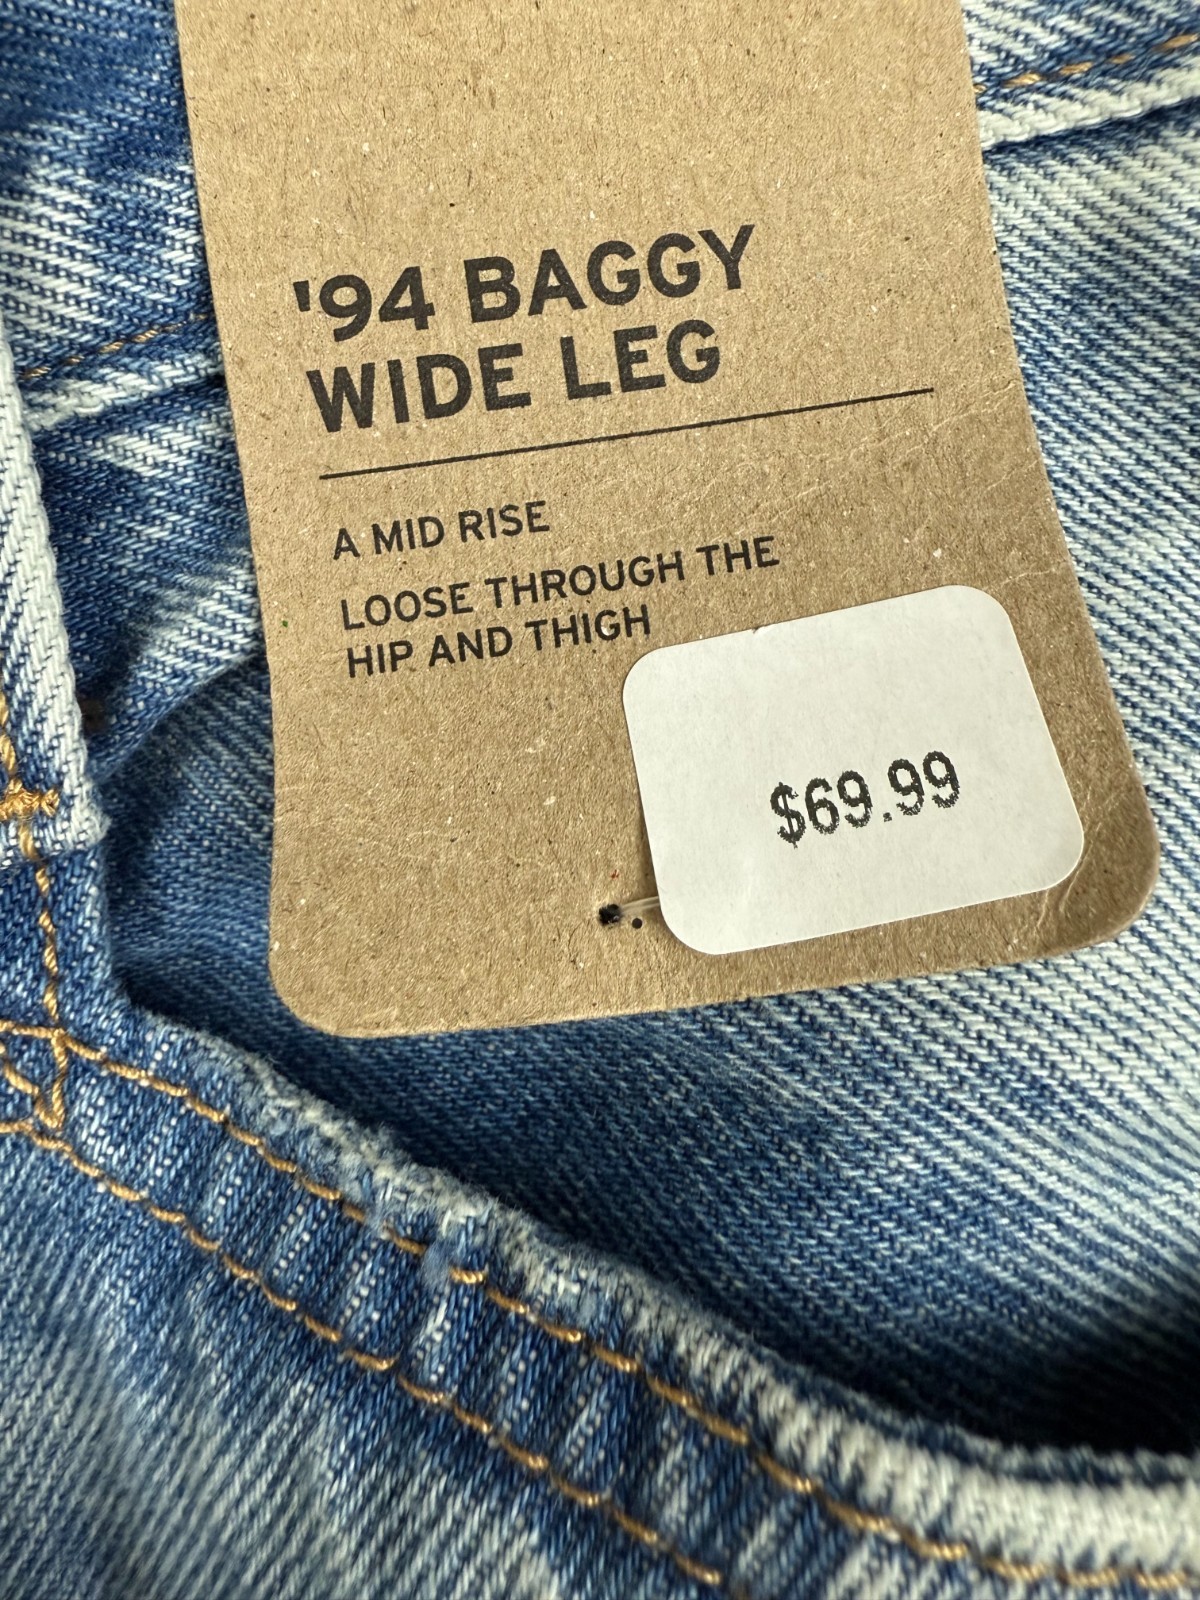 '94 BAGGY
WIDE LEG
A MID RISE
LOOSE THROUGH THE
HIP AND THIGH
$69.99